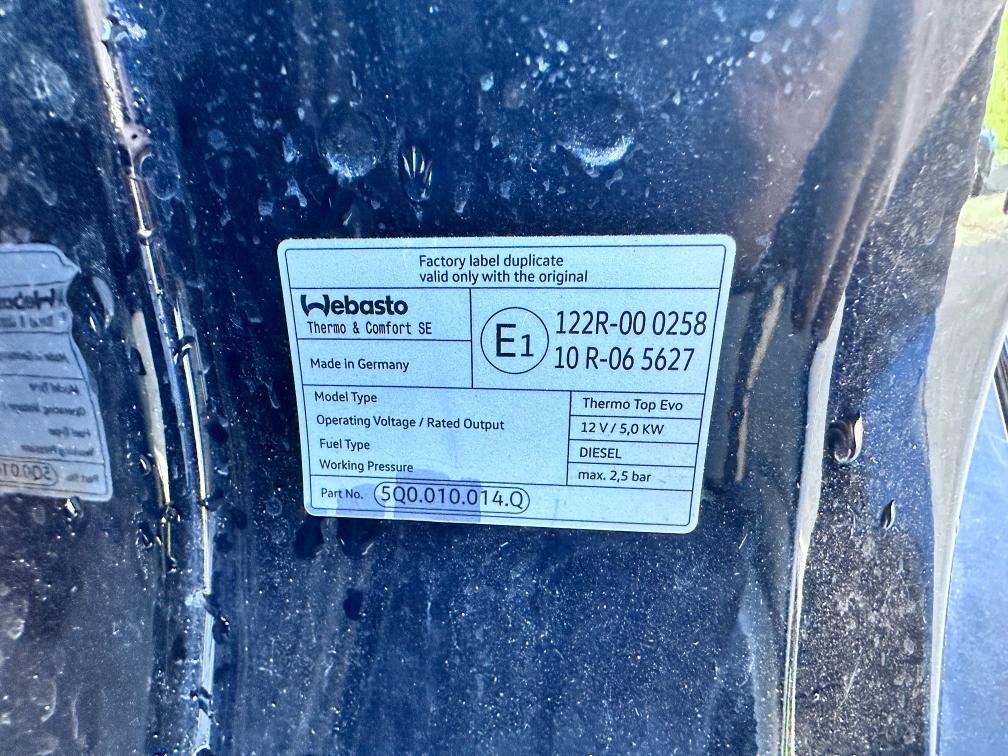 Factory label duplicate
valid only with the original
Webasto
Thermo & Comfort SE
Made in Germany
E1
122R-00 0258
10 R-06 5627
Model Type Thermo Top Evo
Operating Voltage / Rated Output 12 V / 5,0 KW
Fuel Type DIESEL
Working Pressure max. 2,5 bar
Part No. 5Q0.010.014.Q